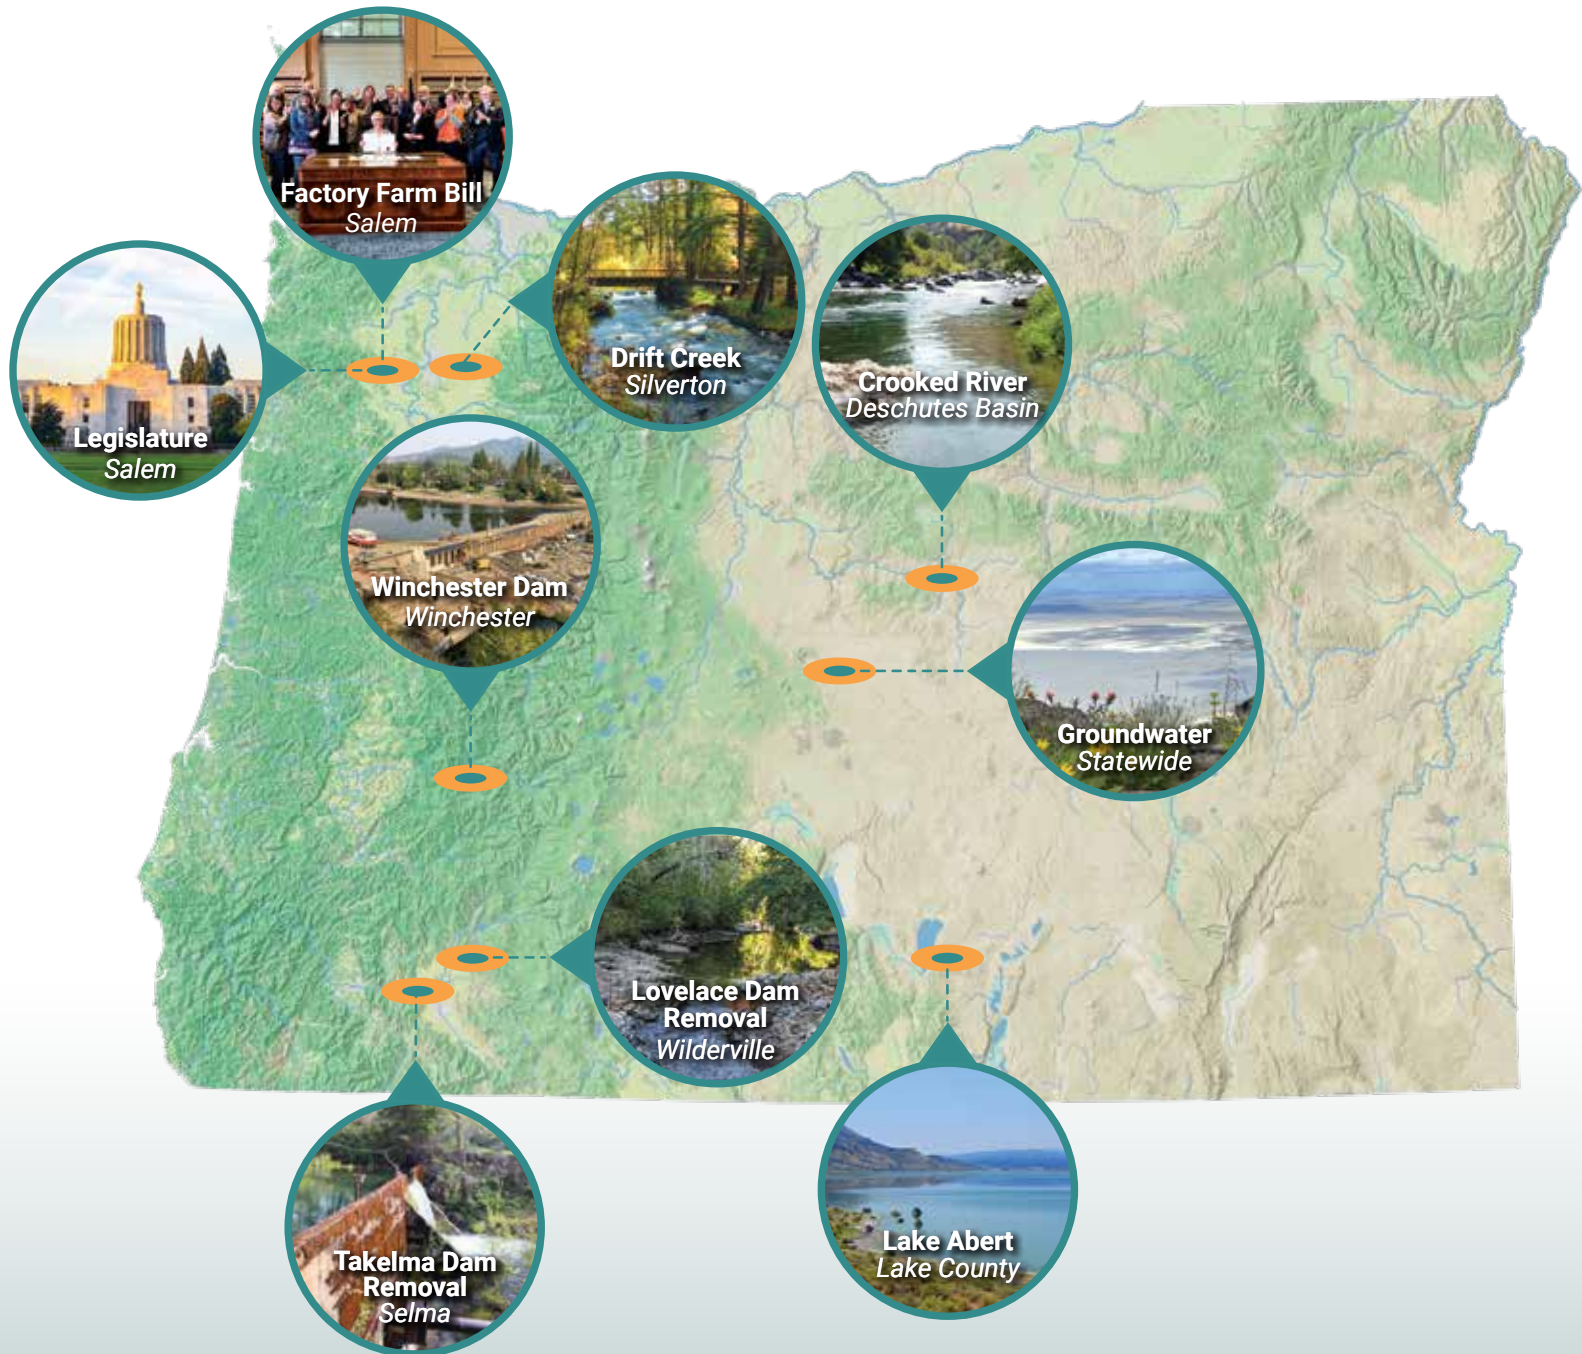 Factory Farm Bill
Salem
Legislature
Salem
Drift Creek
Silverton
Crooked River
Deschutes Basin
Winchester Dam
Winchester
Groundwater
Statewide
Lovelace Dam
Removal
Wilderville
Takelma Dam
Removal
Selma
Lake Abert
Lake County